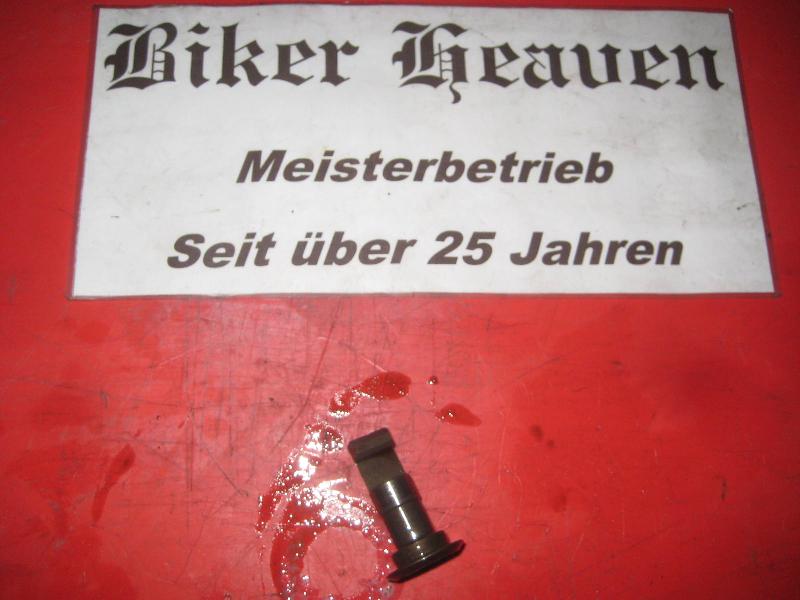 Biker Heaven
Meisterbetrieb
Seit über 25 Jahren